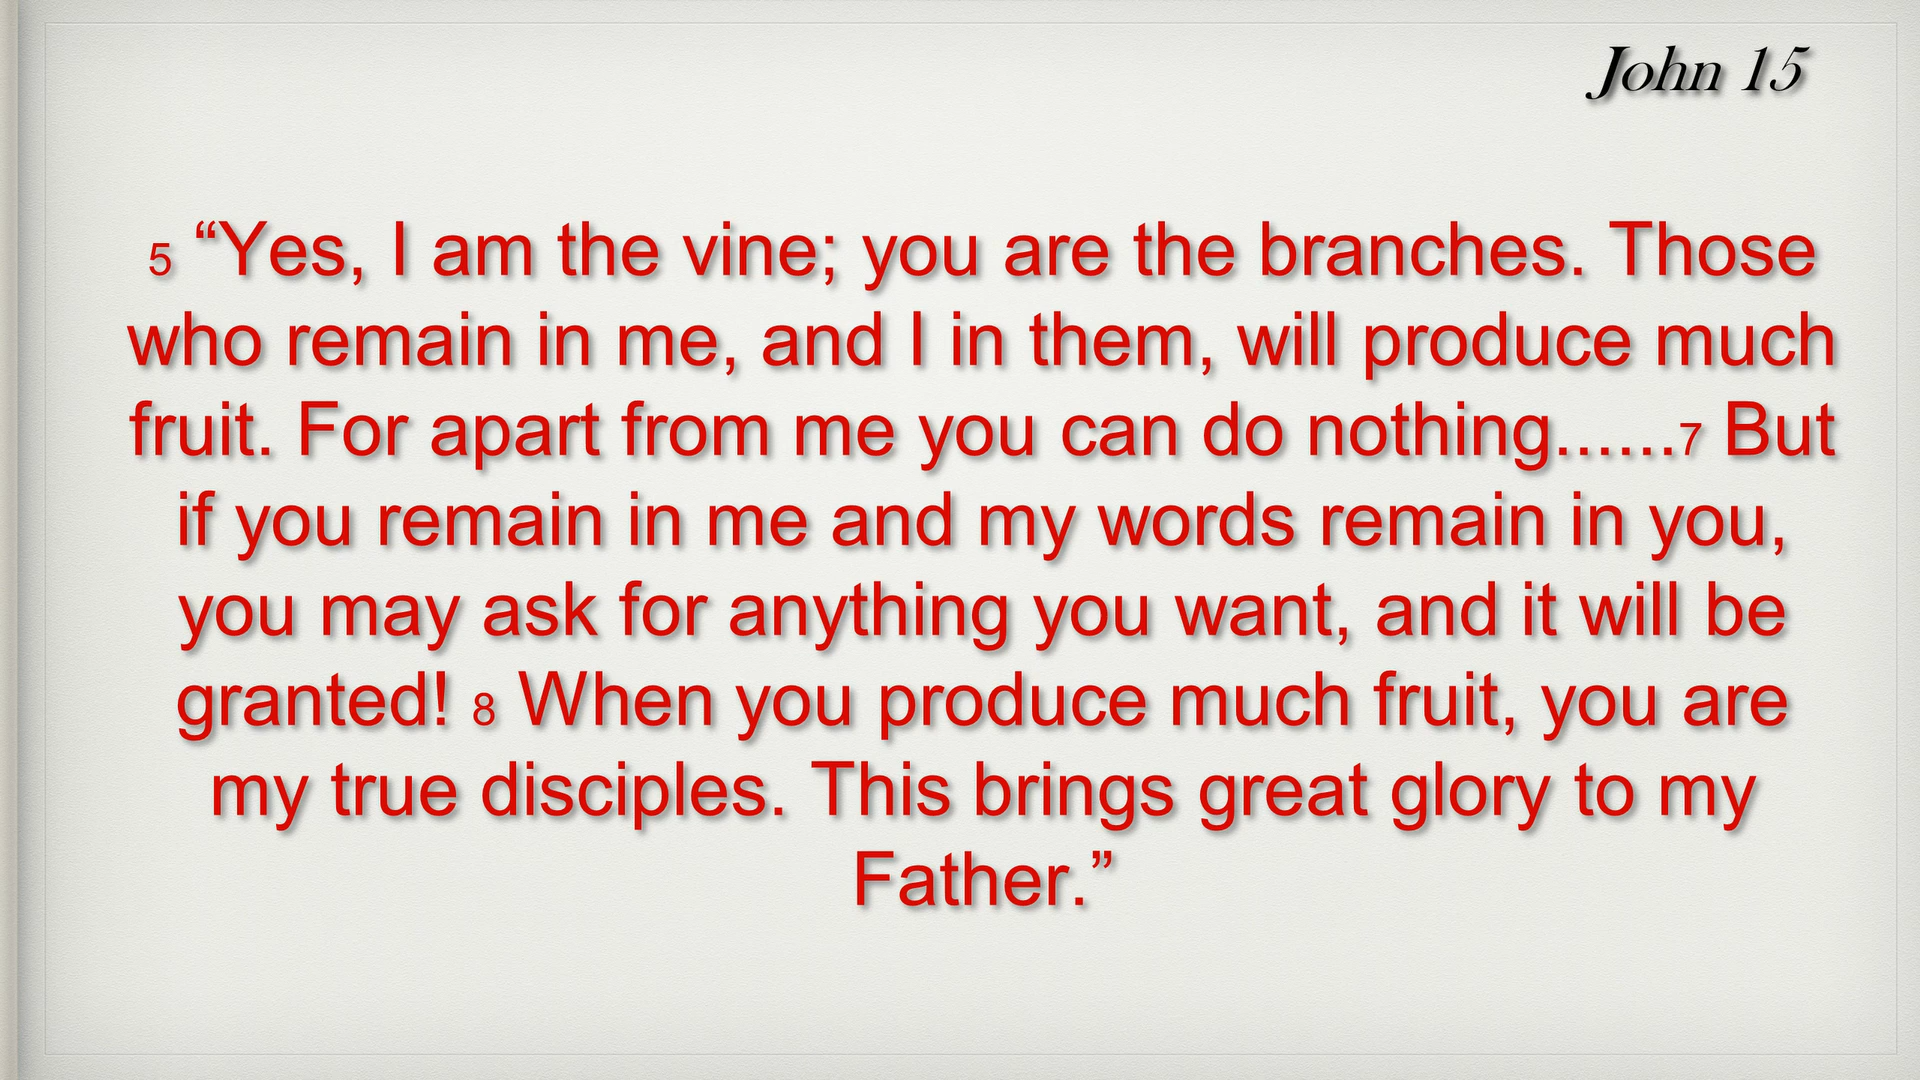 John 15
5 “Yes, I am the vine; you are the branches. Those
who remain in me, and I in them, will produce much
fruit. For apart from me you can do nothing......7 But
if you remain in me and my words remain in you,
you may ask for anything you want, and it will be
granted! 8 When you produce much fruit, you are
my true disciples. This brings great glory to my
Father.”